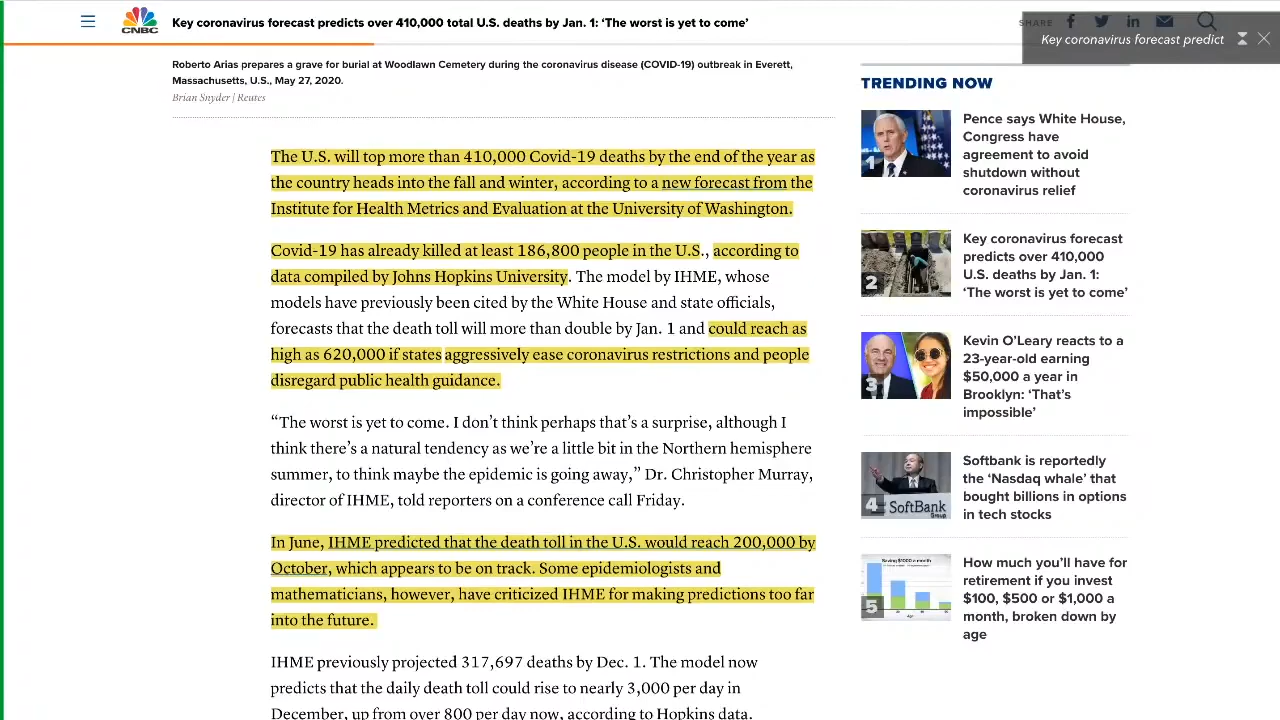 CNBC
Key coronavirus forecast predicts over 410,000 total U.S. deaths by Jan. 1: ‘The worst is yet to come’
SHARE
Key coronavirus forecast predict
Roberto Arias prepares a grave for burial at Woodlawn Cemetery during the coronavirus disease (COVID-19) outbreak in Everett,
Massachusetts, U.S., May 27, 2020.
Brian Snyder | Reutes
The U.S. will top more than 410,000 Covid-19 deaths by the end of the year as
the country heads into the fall and winter, according to a new forecast from the
Institute for Health Metrics and Evaluation at the University of Washington.
Covid-19 has already killed at least 186,800 people in the U.S., according to
data compiled by Johns Hopkins University. The model by IHME, whose
models have previously been cited by the White House and state officials,
forecasts that the death toll will more than double by Jan. 1 and could reach as
high as 620,000 if states aggressively ease coronavirus restrictions and people
disregard public health guidance.
“The worst is yet to come. I don’t think perhaps that’s a surprise, although I
think there’s a natural tendency as we’re a little bit in the Northern hemisphere
summer, to think maybe the epidemic is going away,” Dr. Christopher Murray,
director of IHME, told reporters on a conference call Friday.
In June, IHME predicted that the death toll in the U.S. would reach 200,000 by
October, which appears to be on track. Some epidemiologists and
mathematicians, however, have criticized IHME for making predictions too far
into the future.
IHME previously projected 317,697 deaths by Dec. 1. The model now
predicts that the daily death toll could rise to nearly 3,000 per day in
December, up from over 800 per day now, according to Hopkins data.
TRENDING NOW
1
Pence says White House,
Congress have
agreement to avoid
shutdown without
coronavirus relief
2
Key coronavirus forecast
predicts over 410,000
U.S. deaths by Jan. 1:
‘The worst is yet to come’
3
Kevin O’Leary reacts to a
23-year-old earning
$50,000 a year in
Brooklyn: ‘That’s
impossible’
4
SoftBank
Group
Softbank is reportedly
the ‘Nasdaq whale’ that
bought billions in options
in tech stocks
Saving $1000 a month
5
Age
How much you’ll have for
retirement if you invest
$100, $500 or $1,000 a
month, broken down by
age